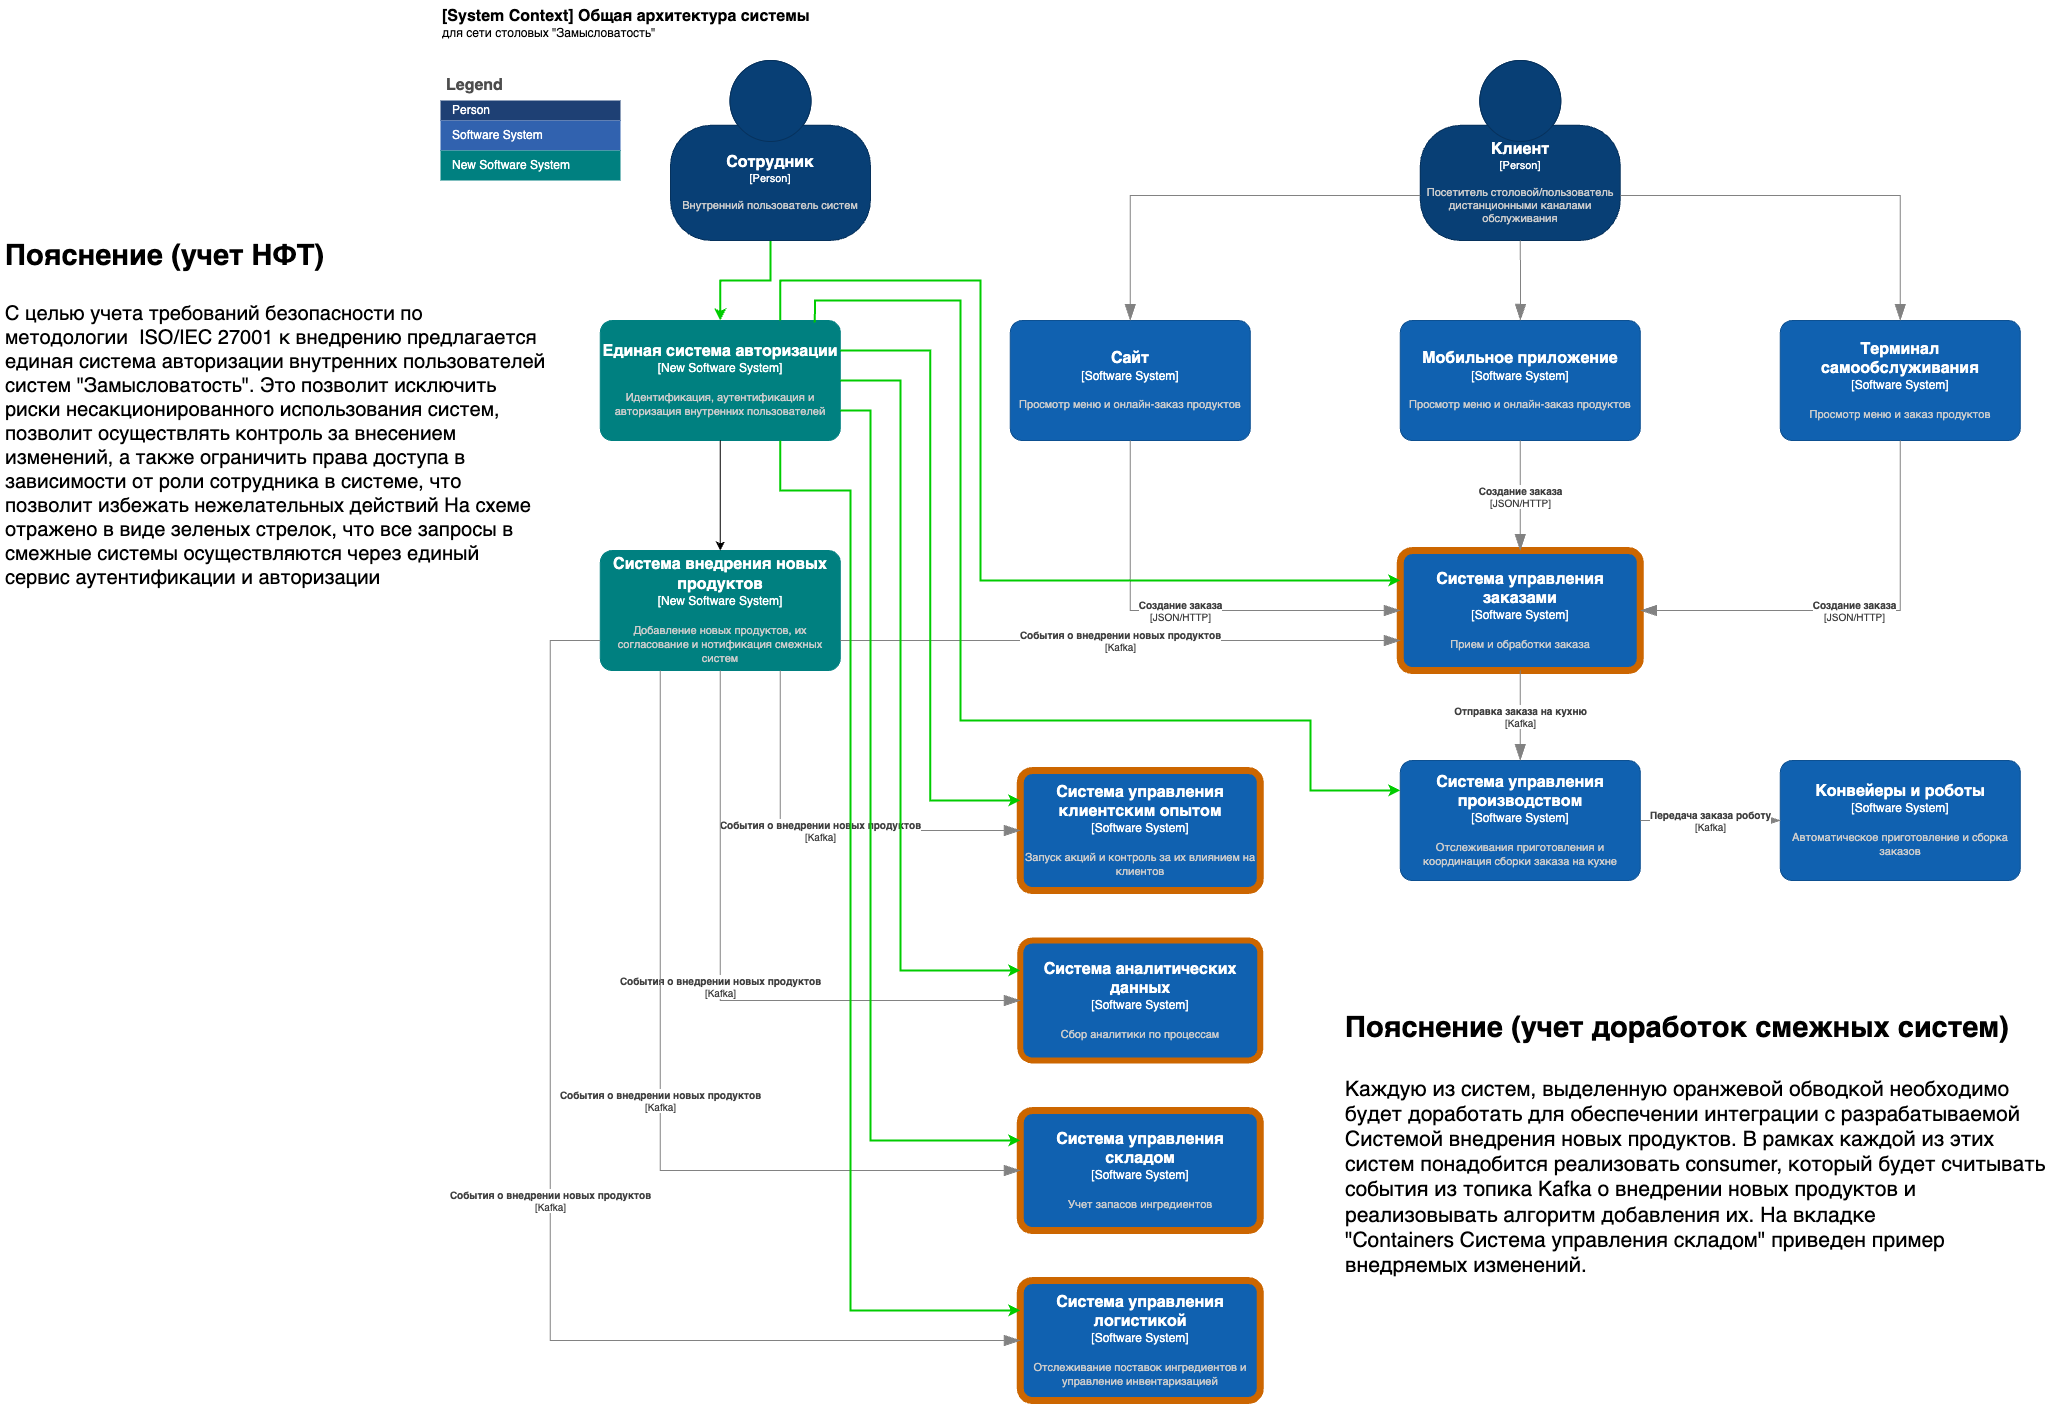 [System Context] Общая архитектура системы
для сети столовых "Замысловатость"
Legend
Person
Software System
New Software System
Сотрудник
[Person]
Внутренний пользователь систем
Клиент
[Person]
Посетитель столовой/пользователь
дистанционными каналами
обслуживания
Пояснение (учет НФТ)
С целью учета требований безопасности по
методологии  ISO/IEC 27001 к внедрению предлагается
единая система авторизации внутренних пользователей
систем "Замысловатость". Это позволит исключить
риски несакционированного использования систем,
позволит осуществлять контроль за внесением
изменений, а также ограничить права доступа в
зависимости от роли сотрудника в системе, что
позволит избежать нежелательных действий На схеме
отражено в виде зеленых стрелок, что все запросы в
смежные системы осуществляются через единый
сервис аутентификации и авторизации
Единая система авторизации
[New Software System]
Идентификация, аутентификация и
авторизация внутренних пользователей
Сайт
[Software System]
Просмотр меню и онлайн-заказ продуктов
Мобильное приложение
[Software System]
Просмотр меню и онлайн-заказ продуктов
Терминал
самообслуживания
[Software System]
Просмотр меню и заказ продуктов
Создание заказа
[JSON/HTTP]
Система внедрения новых
продуктов
[New Software System]
Добавление новых продуктов, их
согласование и нотификация смежных
систем
Создание заказа
[JSON/HTTP]
События о внедрении новых продуктов
[Kafka]
Система управления
заказами
[Software System]
Прием и обработки заказа
Создание заказа
[JSON/HTTP]
Отправка заказа на кухню
[Kafka]
События о внедрении новых продуктов
[Kafka]
Система управления
клиентским опытом
[Software System]
Запуск акций и контроль за их влиянием на
клиентов
Система управления
производством
[Software System]
Отслеживания приготовления и
координация сборки заказа на кухне
Передача заказа роботу
[Kafka]
Конвейеры и роботы
[Software System]
Автоматическое приготовление и сборка
заказов
События о внедрении новых продуктов
[Kafka]
Система аналитических
данных
[Software System]
Сбор аналитики по процессам
События о внедрении новых продуктов
[Kafka]
Система управления
складом
[Software System]
Учет запасов ингредиентов
События о внедрении новых продуктов
[Kafka]
Система управления
логистикой
[Software System]
Отслеживание поставок ингредиентов и
управление инвентаризацией
Пояснение (учет доработок смежных систем)
Каждую из систем, выделенную оранжевой обводкой необходимо
будет доработать для обеспечении интеграции с разрабатываемой
Системой внедрения новых продуктов. В рамках каждой из этих
систем понадобится реализовать consumer, который будет считывать
события из топика Kafka о внедрении новых продуктов и
реализовывать алгоритм добавления их. На вкладке
"Containers Система управления складом" приведен пример
внедряемых изменений.